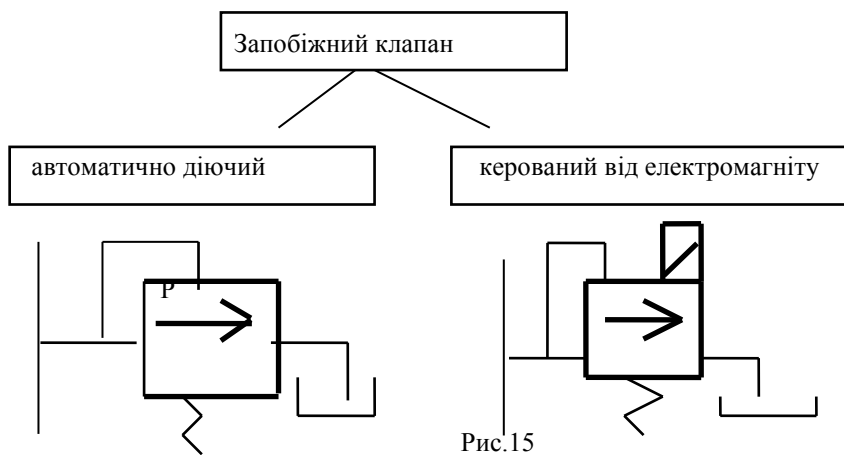 Запобіжний клапан
автоматично діючий
керований від електромагніту
Р
Рис.15